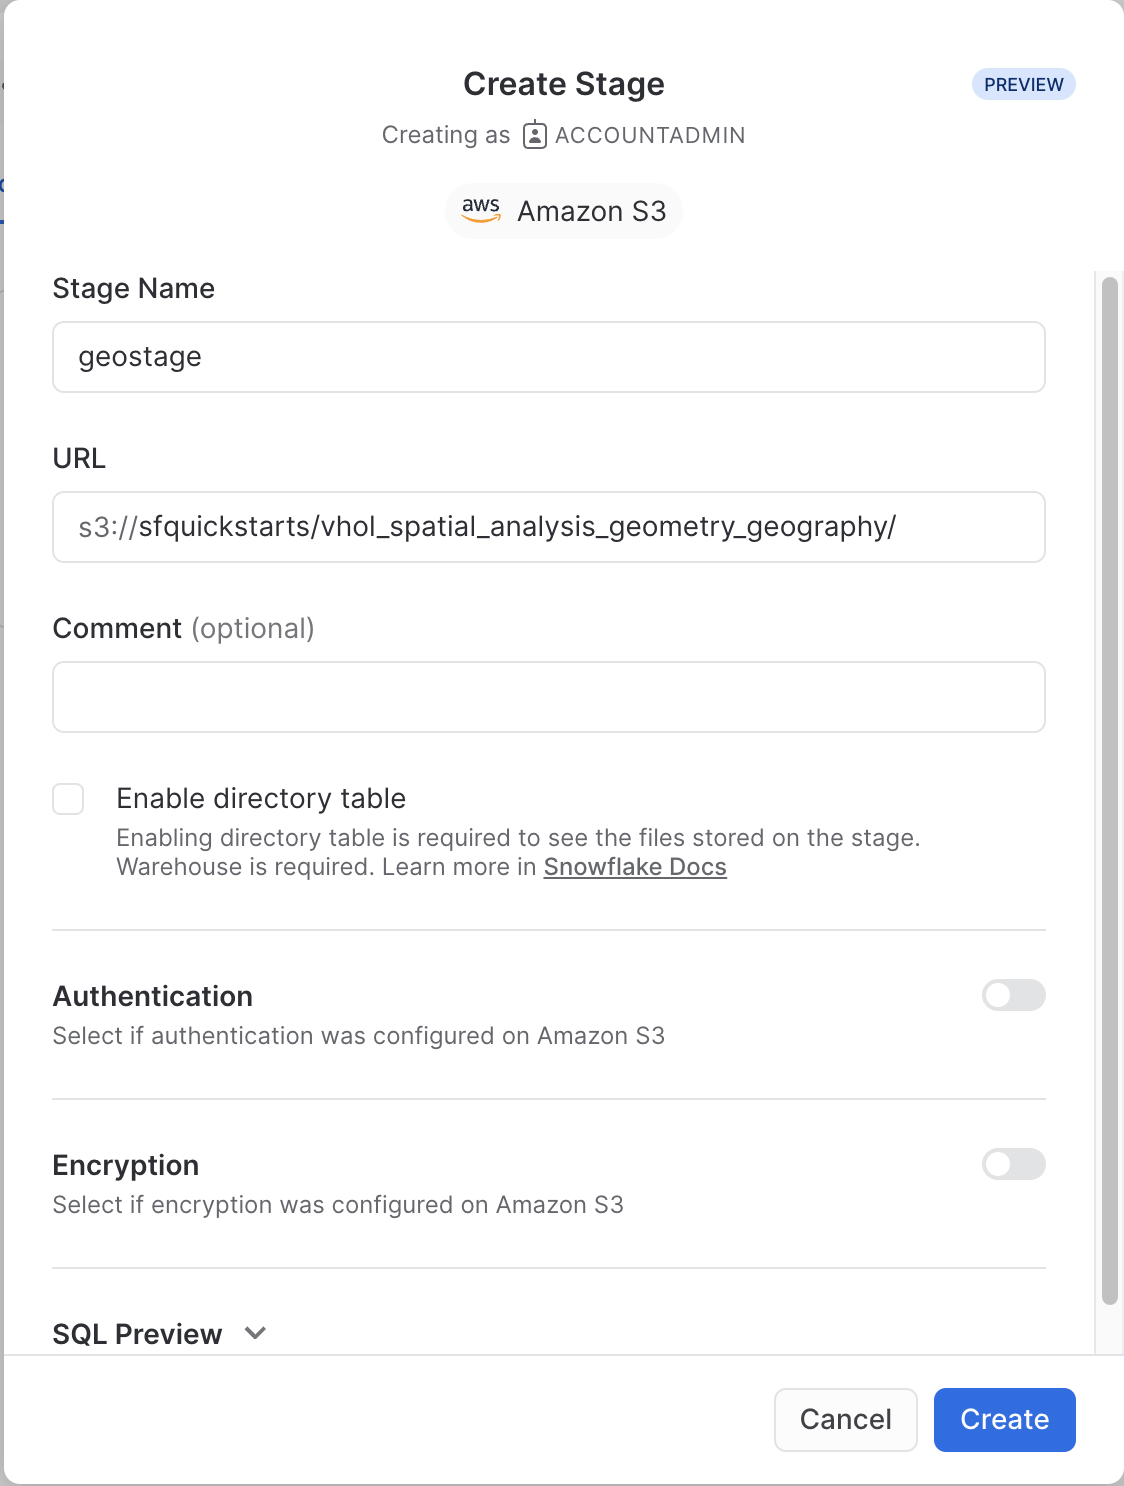 Create Stage
PREVIEW
Creating as ACCOUNTADMIN
aws Amazon S3
Stage Name
geostage
URL
s3://sfquickstarts/vhol_spatial_analysis_geometry_geography/
Comment (optional)
Enable directory table
Enabling directory table is required to see the files stored on the stage.
Warehouse is required. Learn more in Snowflake Docs
Authentication
Select if authentication was configured on Amazon S3
Encryption
Select if encryption was configured on Amazon S3
SQL Preview
Cancel
Create